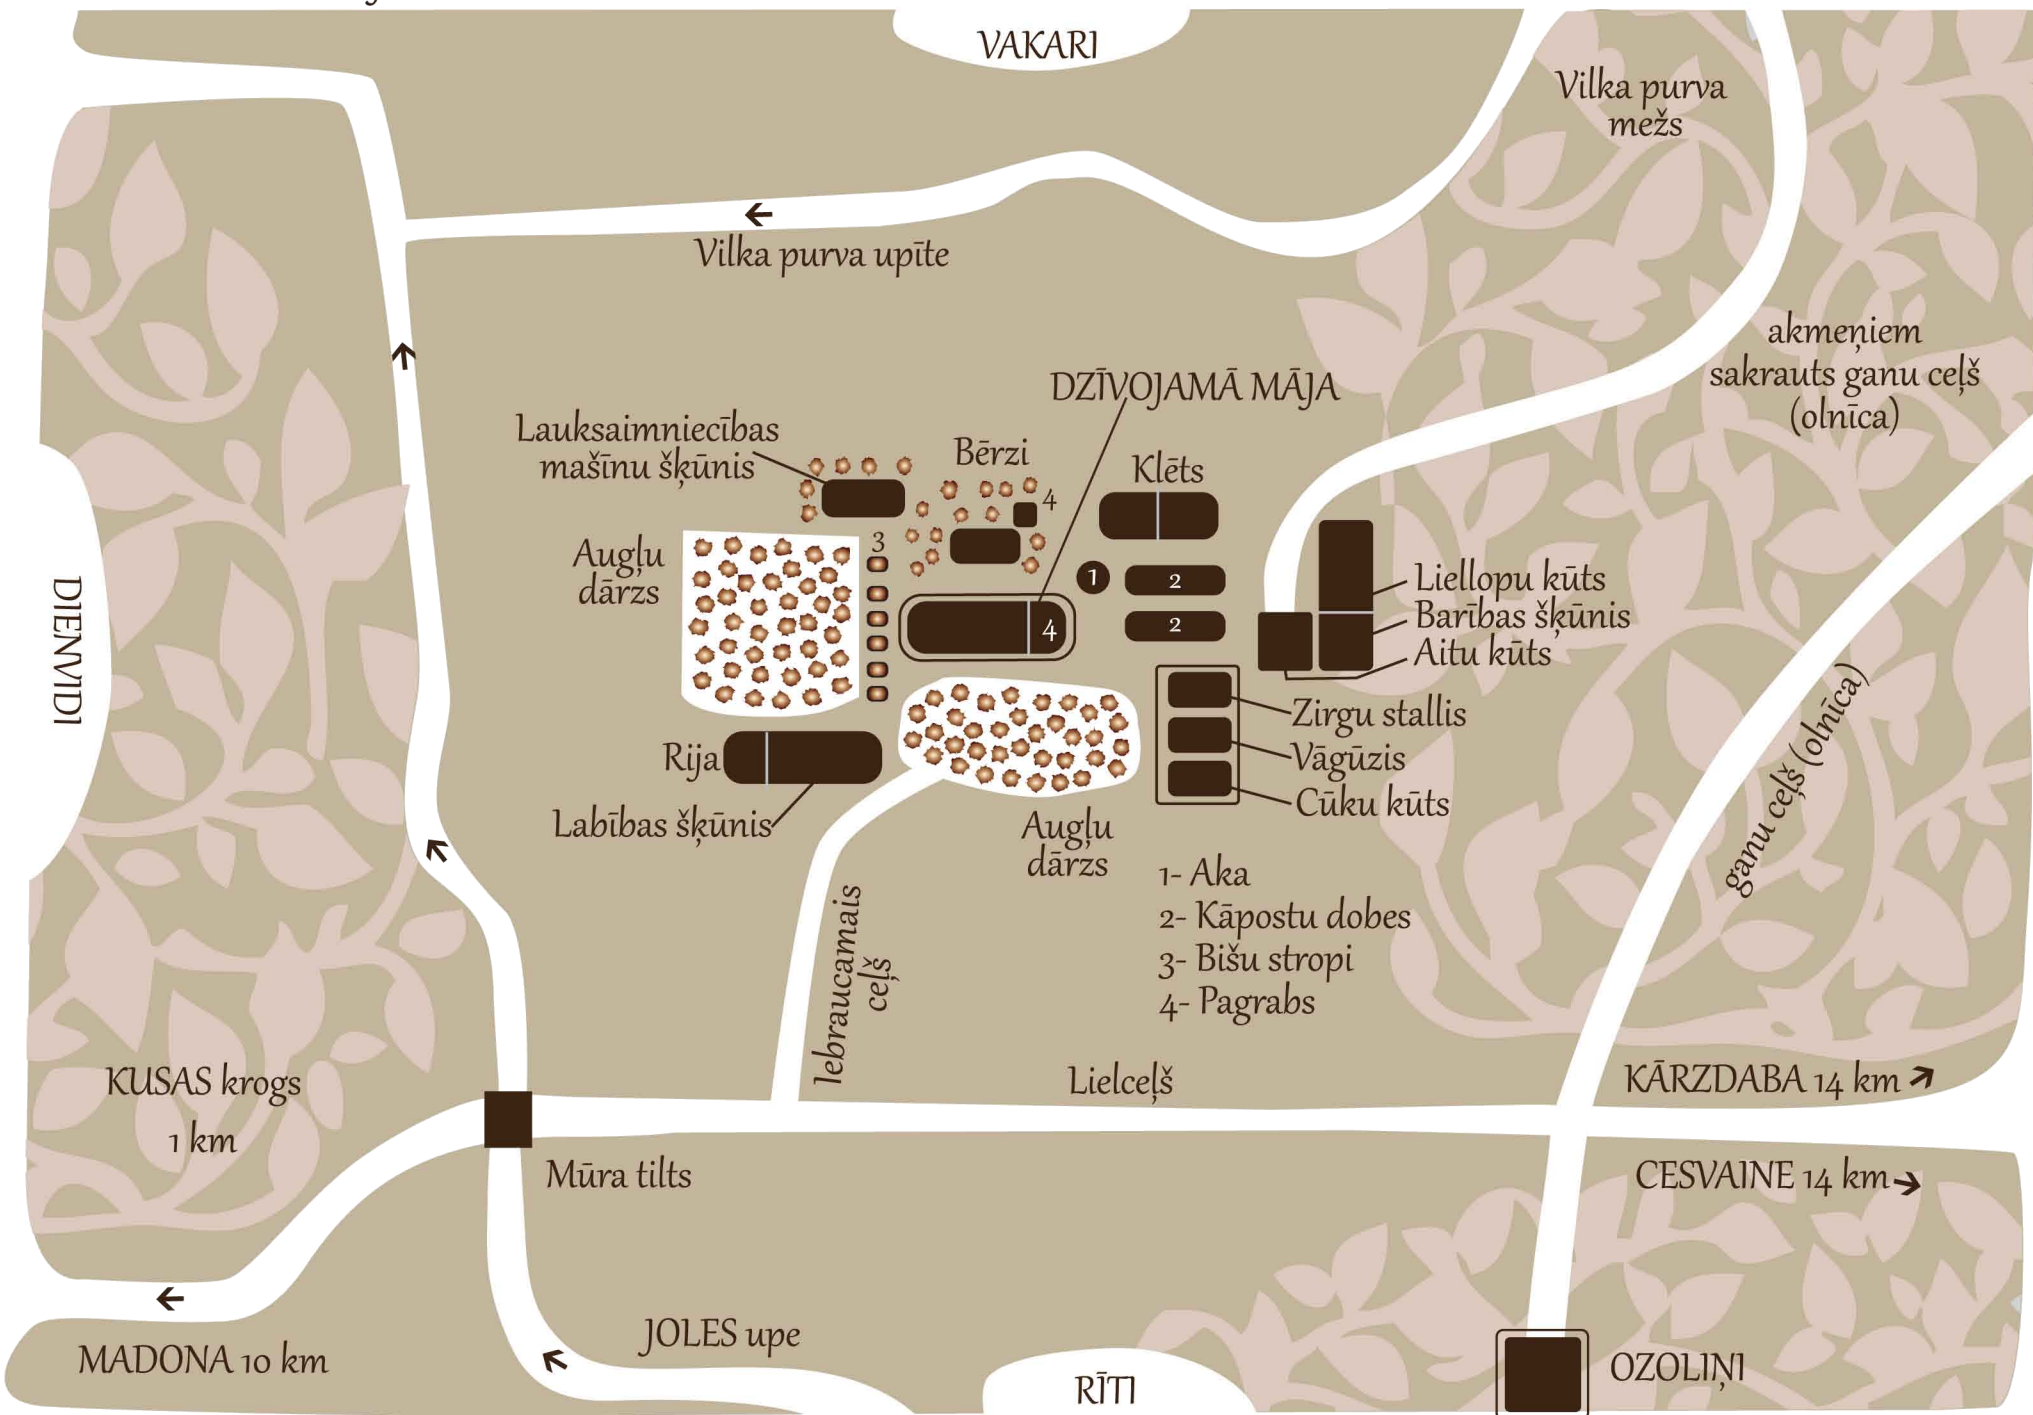 VAKARI
Vilka purva
mežs
Vilka purva upīte
akmeņiem
sakrauts ganu ceļš
(olnīca)
DZĪVOJAMĀ MĀJA
Lauksaimniecības
mašīnu šķūnis
Bērzi
4
Klēts
3
Augļu
dārzs
DIENVIDI
1
2
2
4
Liellopu kūts
Barības šķūnis
Aitu kūts
Zirgu stallis
Vāgūzis
Cūku kūts
ganu ceļš (olnīca)
Rija
Labības šķūnis
Augļu
dārzs
1- Aka
2- Kāpostu dobes
3- Bišu stropi
4- Pagrabs
Iebraucamais
ceļš
KUSAS krogs
1 km
Lielceļš
KĀRZDABA 14 km
Mūra tilts
CESVAINE 14 km
JOLES upe
MADONA 10 km
RĪTI
OZOLIŅI